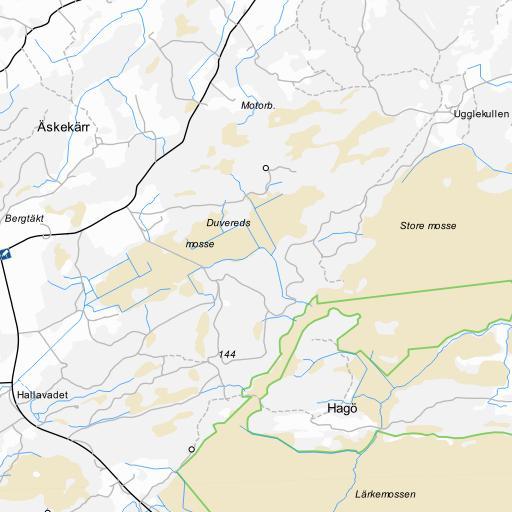 Motorb.
Ugglekullen
Äskekärr
Bergtäkt
Duvereds
mosse
Store mosse
144
Hallavadet
Hagö
Lärkemossen